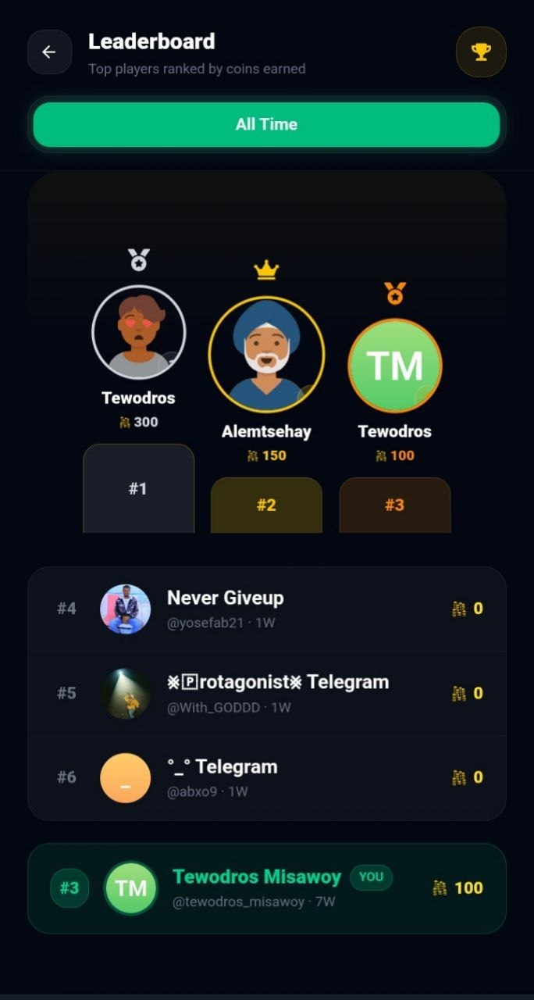 Leaderboard
Top players ranked by coins earned
All Time
Tewodros
300
#1
Alemtsehay
150
#2
Tewodros
100
#3
TM
#4
Never Giveup
@yosefab21 · 1W
0
#5
※🄿rotagonist※ Telegram
@With_GODDD · 1W
0
#6
°_° Telegram
@abxo9 · 1W
0
_
#3
TM
Tewodros Misawoy
YOU
@tewodros_misawoy · 7W
100